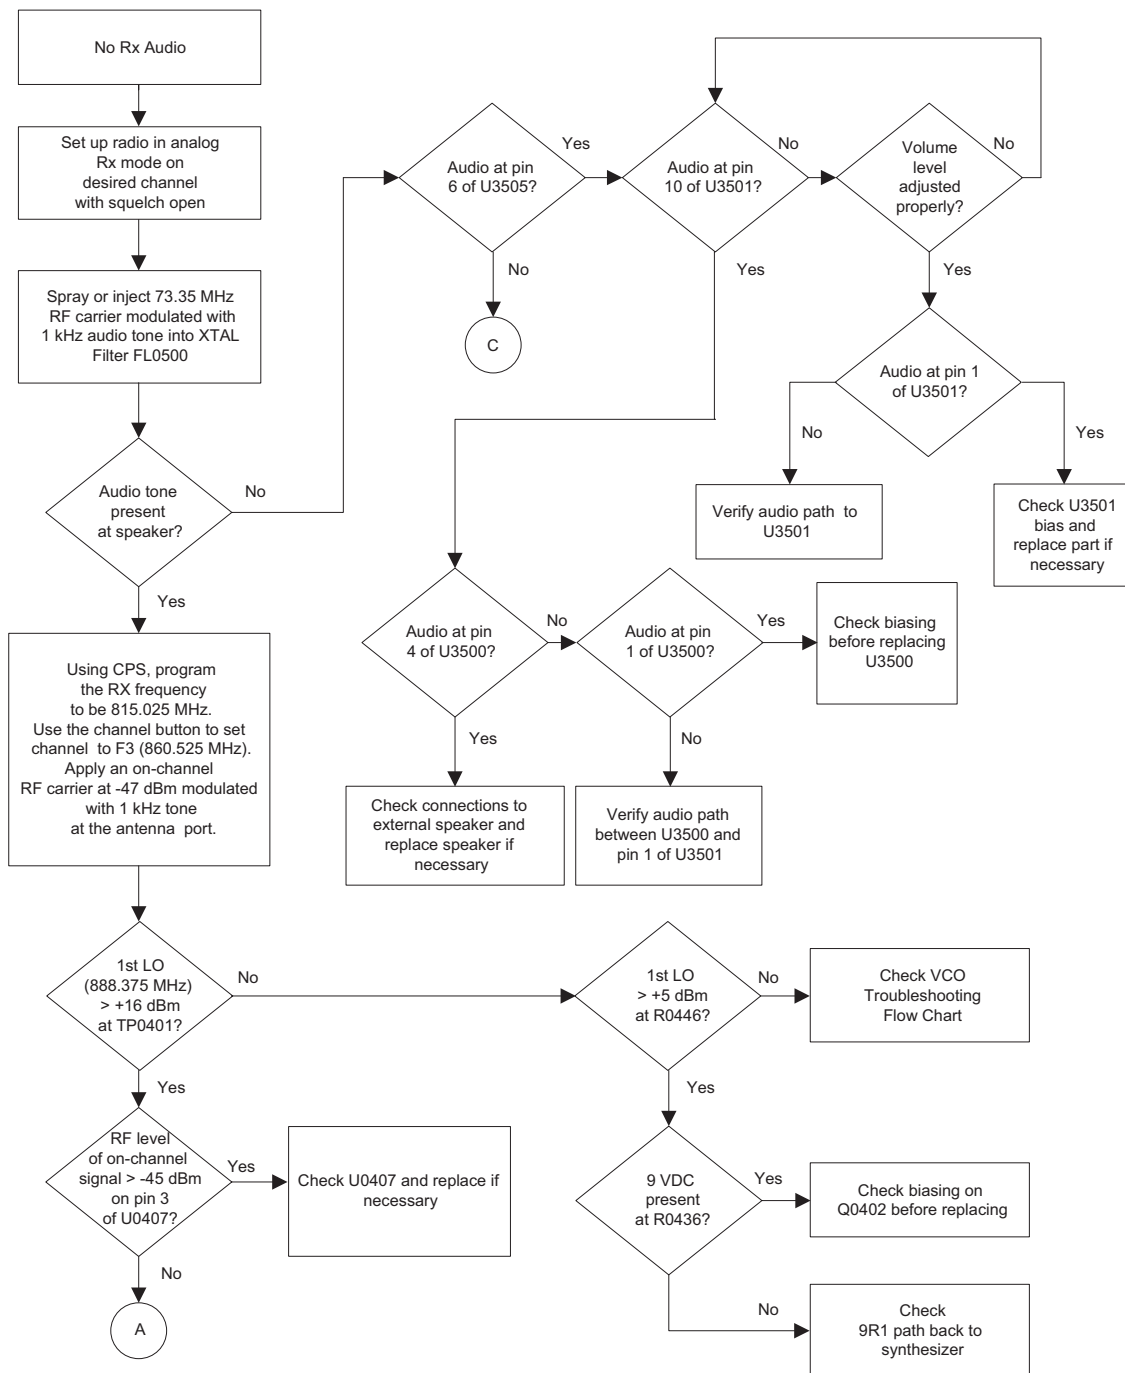 No Rx Audio
Set up radio in analog
Rx mode on
desired channel
with squelch open
Spray or inject 73.35 MHz
RF carrier modulated with
1 kHz audio tone into XTAL
Filter FL0500
Audio tone
present
at speaker?
No
Yes
Audio at pin
6 of U3505?
Yes
No
C
Audio at pin
10 of U3501?
No
Yes
Volume
level
adjusted
properly?
No
Yes
Audio at pin 1
of U3501?
No
Yes
Verify audio path to
U3501
Check U3501
bias and
replace part if
necessary
Audio at pin
4 of U3500?
No
Yes
Audio at pin
1 of U3500?
Yes
No
Check biasing
before replacing
U3500
Check connections to
external speaker and
replace speaker if
necessary
Verify audio path
between U3500 and
pin 1 of U3501
Using CPS, program
the RX frequency
to be 815.025 MHz.
Use the channel button to set
channel to F3 (860.525 MHz).
Apply an on-channel
RF carrier at -47 dBm modulated
with 1 kHz tone
at the antenna port.
1st LO
(888.375 MHz)
> +16 dBm
at TP0401?
No
Yes
1st LO
> +5 dBm
at R0446?
No
Yes
Check VCO
Troubleshooting
Flow Chart
RF level
of on-channel
signal > -45 dBm
on pin 3
of U0407?
Yes
No
Check U0407 and replace if
necessary
A
9 VDC
present
at R0436?
Yes
No
Check biasing on
Q0402 before replacing
Check
9R1 path back to
synthesizer